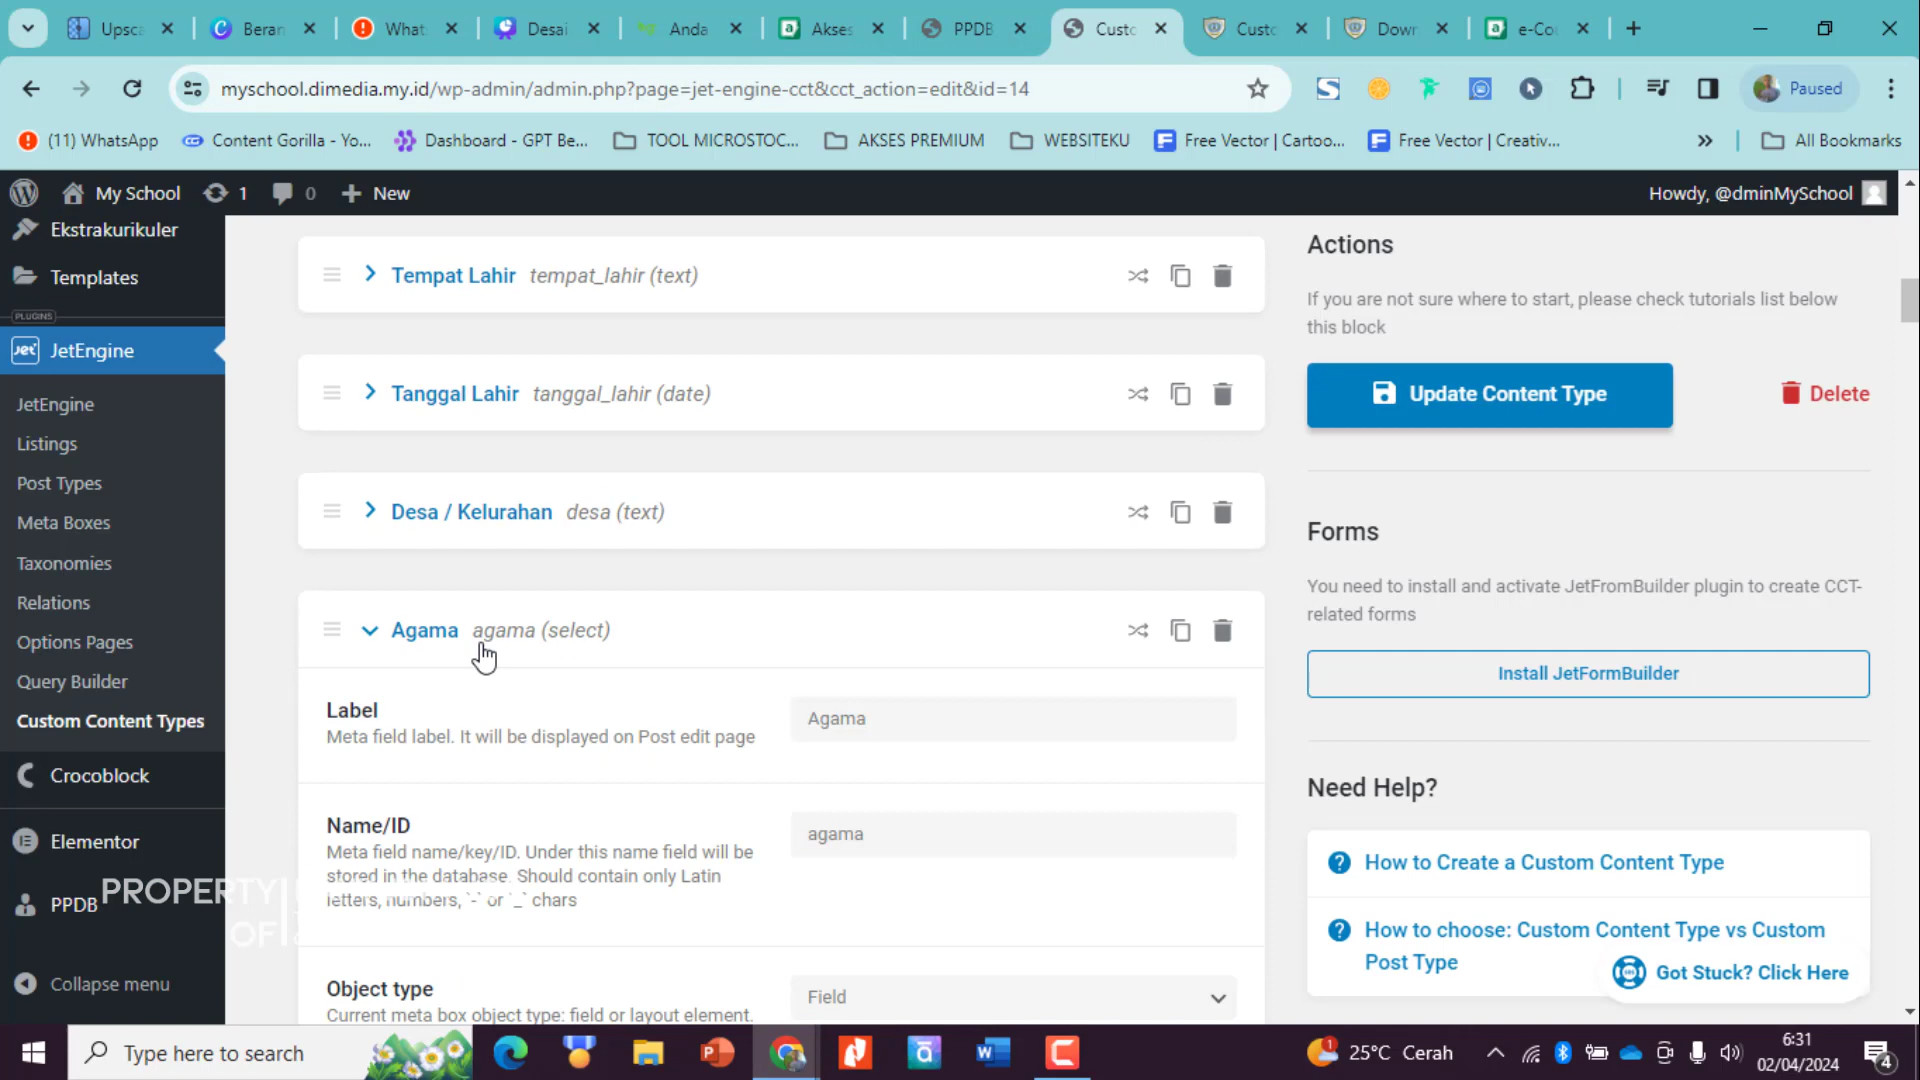 Upsca
Beran
What
Desai
Anda
Akses
PPDB
Custo
Custo
Down
e-Cou
myschool.dimedia.my.id/wp-admin/admin.php?page=jet-engine-cct&cct_action=edit&id=14
Paused
(11) WhatsApp
Content Gorilla - Yo...
Dashboard - GPT Be...
TOOL MICROSTOC...
AKSES PREMIUM
WEBSITEKU
Free Vector | Cartoo...
Free Vector | Creativ...
All Bookmarks
My School
1
0
New
Howdy, @dminMySchool
Ekstrakurikuler
Templates
PLUGINS
JetEngine
JetEngine
Listings
Post Types
Meta Boxes
Taxonomies
Relations
Options Pages
Query Builder
Custom Content Types
Crocoblock
Elementor
PPDB
Collapse menu
PROPERTY
OF
Tempat Lahir tempat_lahir (text)
Tanggal Lahir tanggal_lahir (date)
Desa / Kelurahan desa (text)
Agama agama (select)
Label
Meta field label. It will be displayed on Post edit page
Agama
Name/ID
Meta field name/key/ID. Under this name field will be
stored in the database. Should contain only Latin
letters, numbers, `-` or `_` chars
agama
Object type
Current meta box object type: field or layout element.
Field
Actions
If you are not sure where to start, please check tutorials list below
this block
Update Content Type
Delete
Forms
You need to install and activate JetFromBuilder plugin to create CCT-
related forms
Install JetFormBuilder
Need Help?
How to Create a Custom Content Type
How to choose: Custom Content Type vs Custom
Post Type
Got Stuck? Click Here
Type here to search
25°C Cerah
6:31
02/04/2024
4